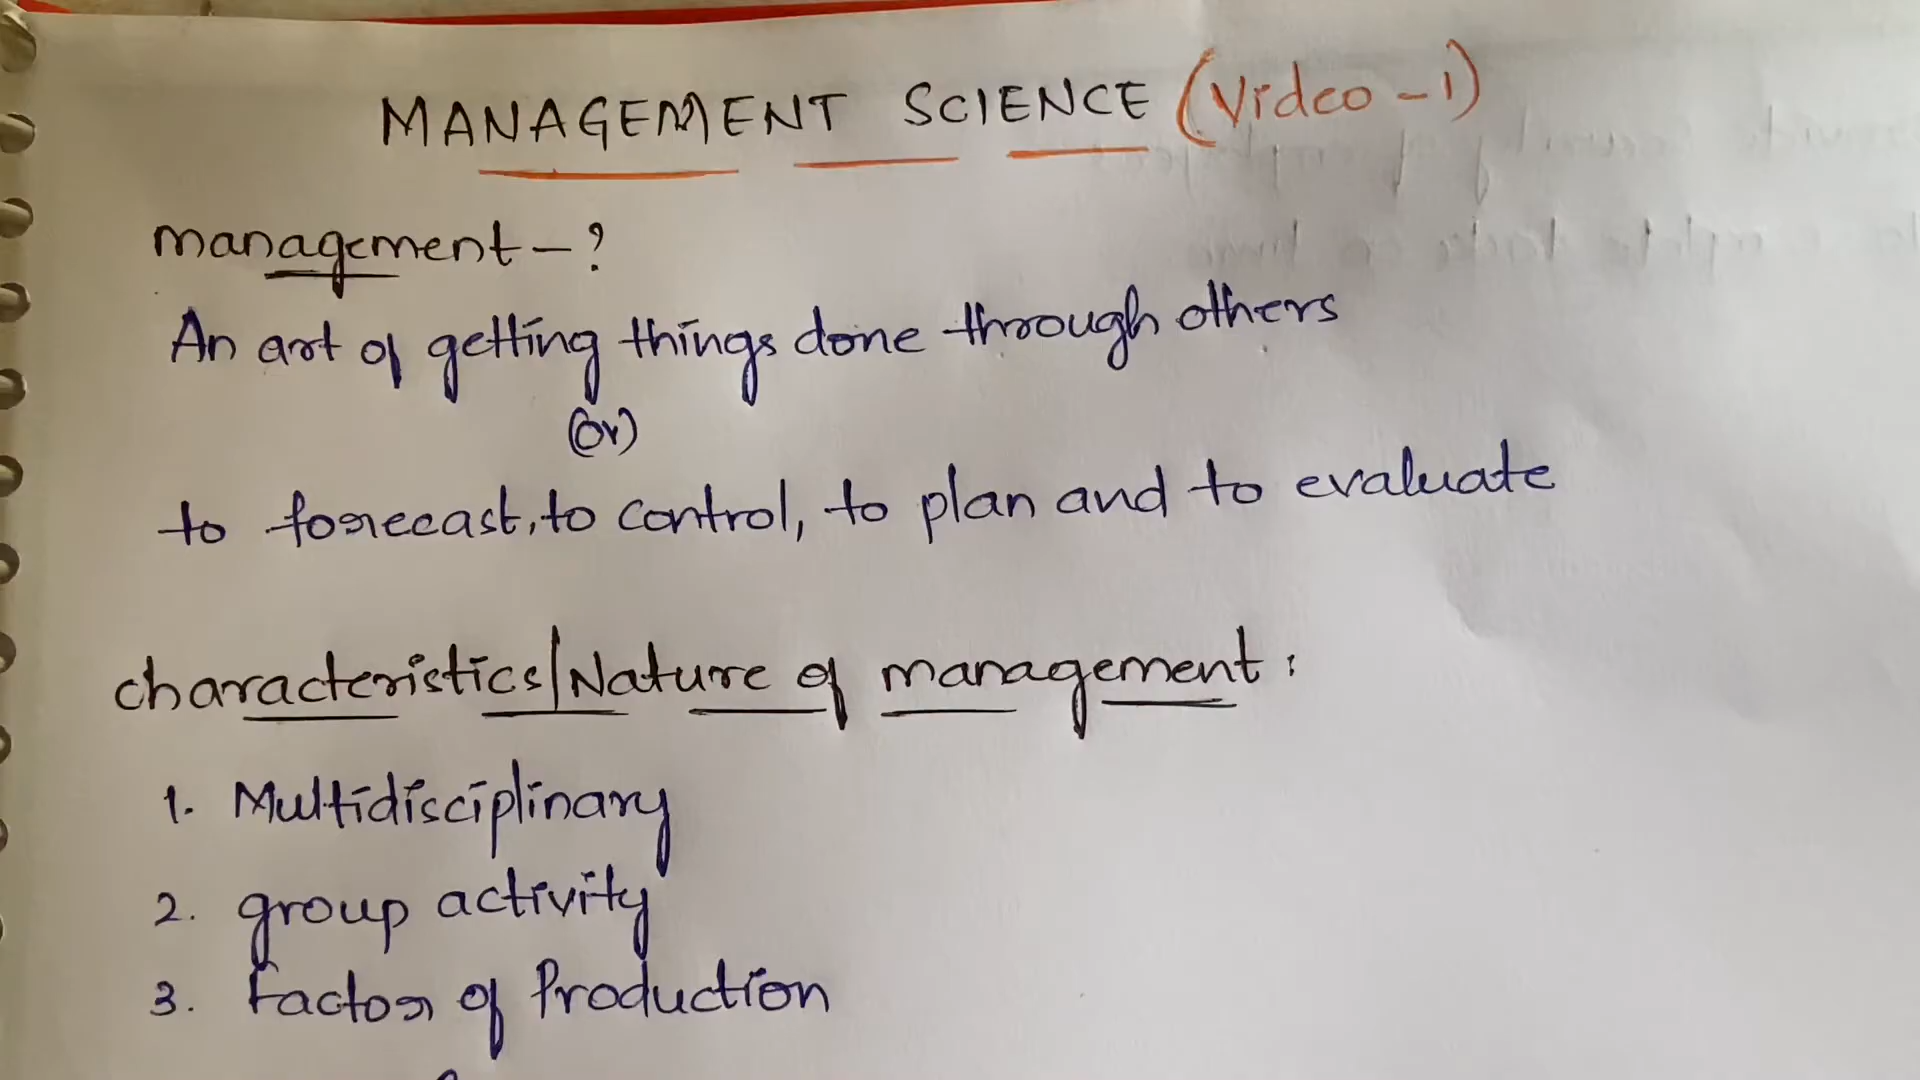 MANAGEMENT SCIENCE (Video - 1)
management - ?
An art of getting things done through others
(or)
to forecast, to control, to plan and to evaluate
characteristics/Nature of management :
1. Multidisciplinary
2. group activity
3. Factor of Production